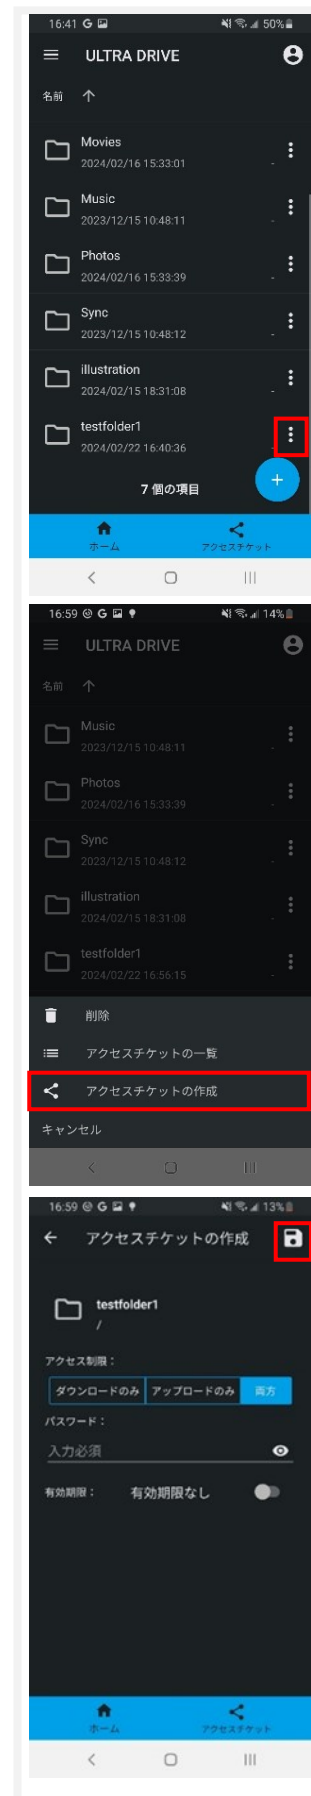 16:41 G 50%
ULTRA DRIVE
名前 ↑
Movies
2024/02/16 15:33:01 -
Music
2023/12/15 10:48:11 -
Photos
2024/02/16 15:33:39 -
Sync
2023/12/15 10:48:12 -
illustration
2024/02/15 18:31:08 -
testfolder1
2024/02/22 16:40:36
7 個の項目
+
ホーム アクセスチケット
16:59 G 14%
ULTRA DRIVE
名前 ↑
Music
2023/12/15 10:48:11 -
Photos
2024/02/16 15:33:39 -
Sync
2023/12/15 10:48:12 -
illustration
2024/02/15 18:31:08 -
testfolder1
2024/02/22 16:56:15 -
削除
アクセスチケットの一覧
アクセスチケットの作成
キャンセル
16:59 G 13%
← アクセスチケットの作成
testfolder1
/
アクセス制限：
ダウンロードのみ アップロードのみ 両方
パスワード：
入力必須
有効期限： 有効期限なし
ホーム アクセスチケット